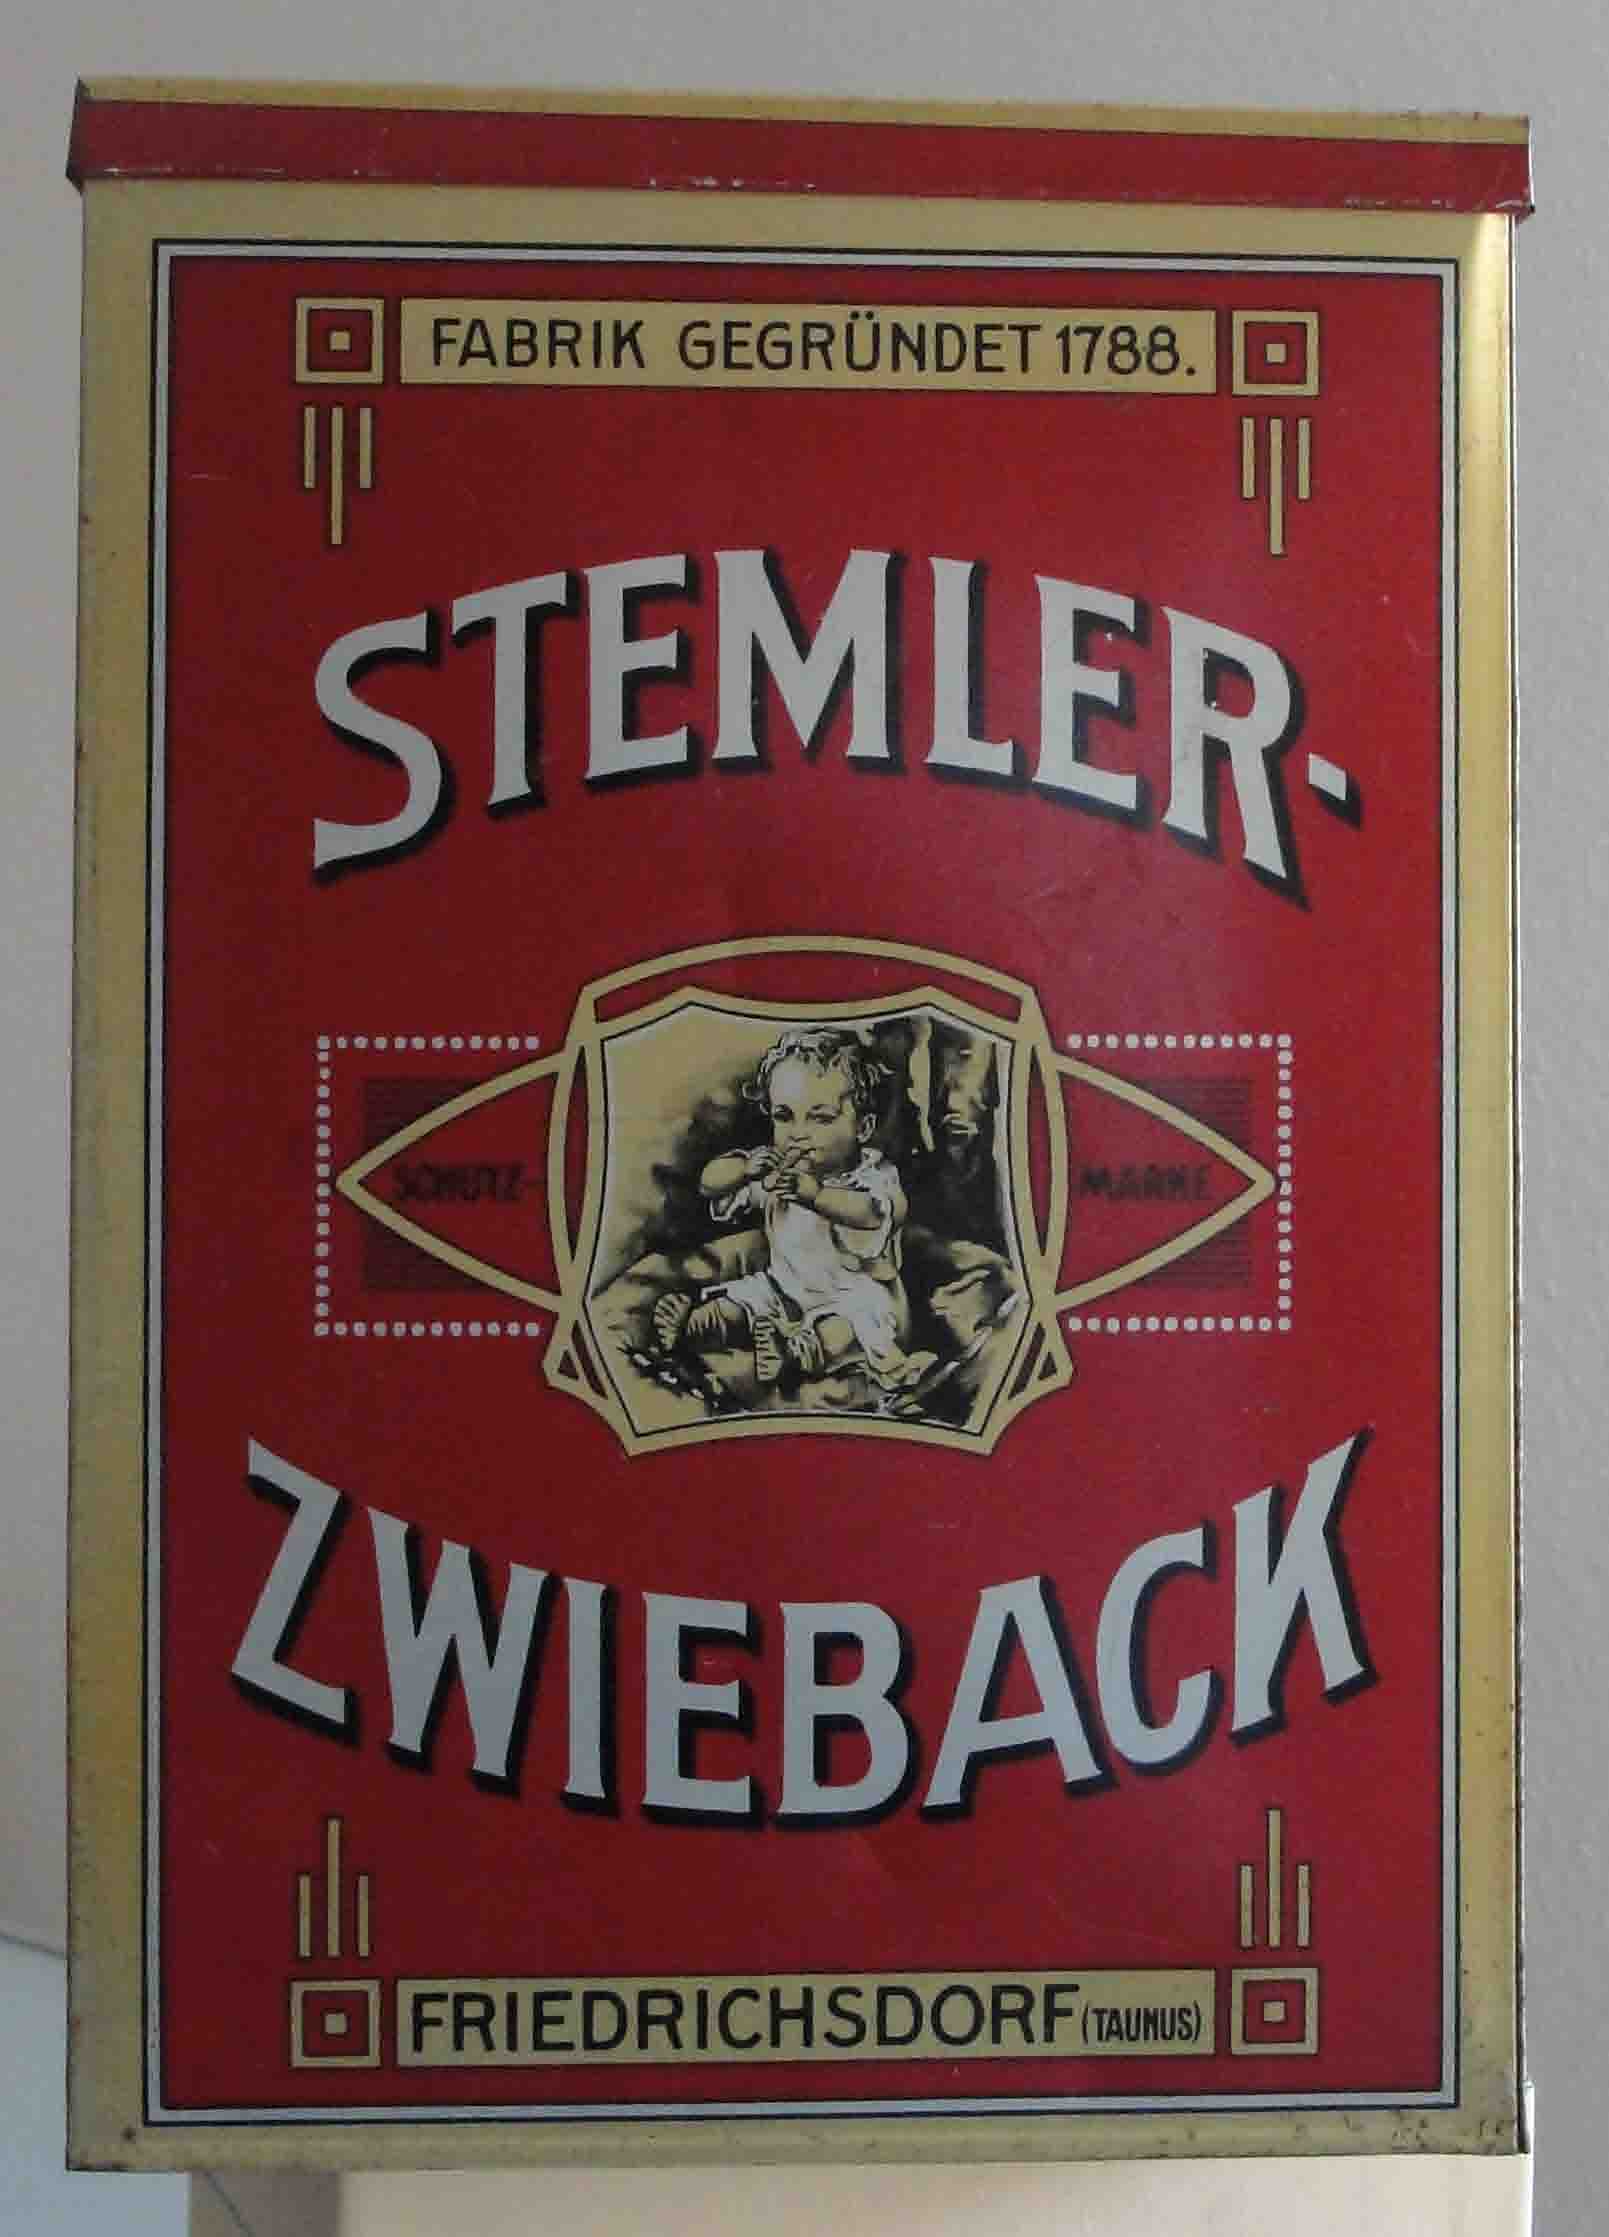 FABRIK GEGRÜNDET 1788.
STEMLER-
SCHUTZ- MARKE
ZWIEBACK
FRIEDRICHSDORF (TAUNUS)